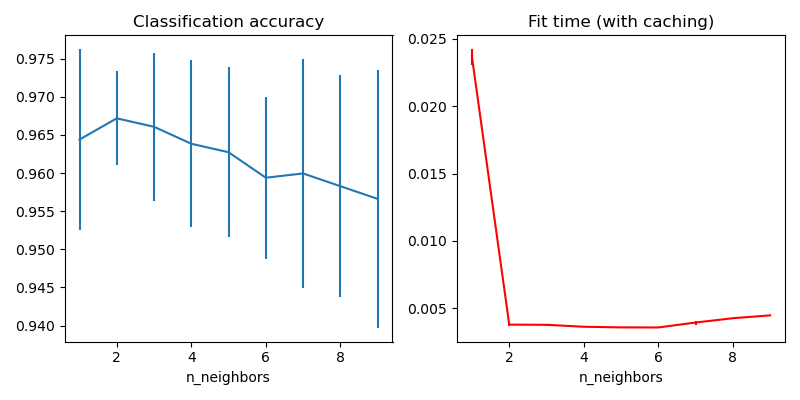 Classification accuracy
0.975
0.970
0.965
0.960
0.955
0.950
0.945
0.940
2 4 6 8
n_neighbors
Fit time (with caching)
0.025
0.020
0.015
0.010
0.005
2 4 6 8
n_neighbors